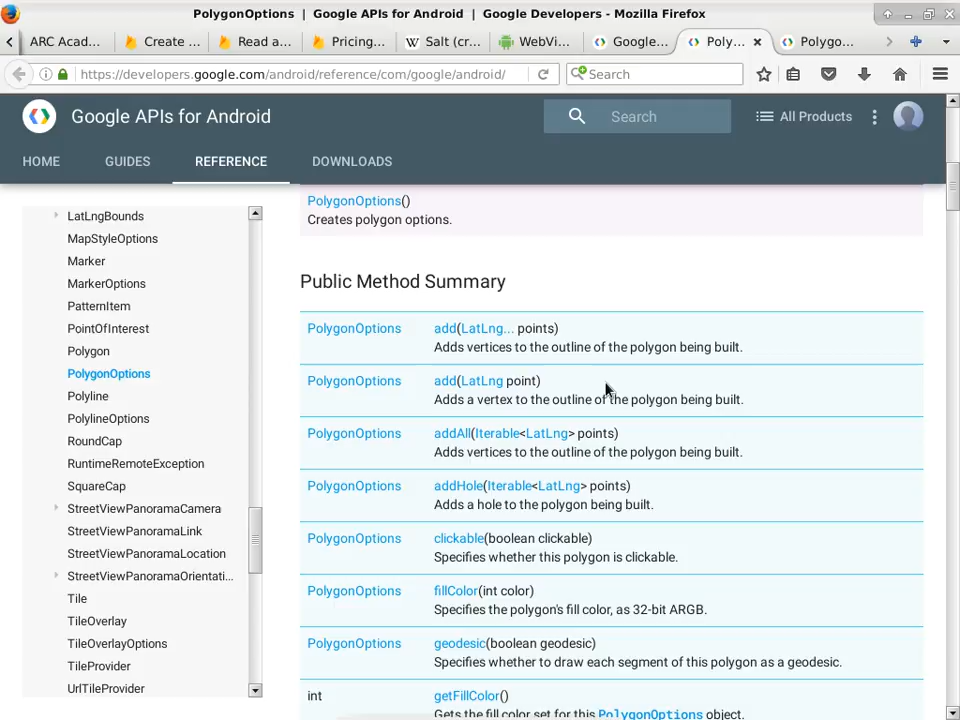 PolygonOptions | Google APIs for Android | Google Developers - Mozilla Firefox
ARC Acad... Create ... Read a... Pricing... Salt (cr... WebVi... Google... Poly... Polygo...
https://developers.google.com/android/reference/com/google/android/ Search
Google APIs for Android Search All Products
HOME GUIDES REFERENCE DOWNLOADS
LatLngBounds
MapStyleOptions
Marker
MarkerOptions
PatternItem
PointOfInterest
Polygon
PolygonOptions
Polyline
PolylineOptions
RoundCap
RuntimeRemoteException
SquareCap
StreetViewPanoramaCamera
StreetViewPanoramaLink
StreetViewPanoramaLocation
StreetViewPanoramaOrientati...
Tile
TileOverlay
TileOverlayOptions
TileProvider
UrlTileProvider
PolygonOptions()
Creates polygon options.
Public Method Summary
PolygonOptions add(LatLng... points)
Adds vertices to the outline of the polygon being built.
PolygonOptions add(LatLng point)
Adds a vertex to the outline of the polygon being built.
PolygonOptions addAll(Iterable<LatLng> points)
Adds vertices to the outline of the polygon being built.
PolygonOptions addHole(Iterable<LatLng> points)
Adds a hole to the polygon being built.
PolygonOptions clickable(boolean clickable)
Specifies whether this polygon is clickable.
PolygonOptions fillColor(int color)
Specifies the polygon's fill color, as 32-bit ARGB.
PolygonOptions geodesic(boolean geodesic)
Specifies whether to draw each segment of this polygon as a geodesic.
int getFillColor()
Gets the fill color set for this PolygonOptions object.